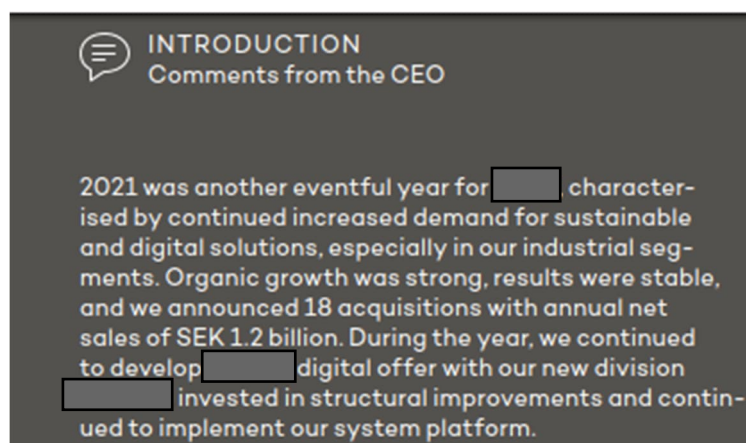 INTRODUCTION
Comments from the CEO
2021 was another eventful year for , character-
ised by continued increased demand for sustainable
and digital solutions, especially in our industrial seg-
ments. Organic growth was strong, results were stable,
and we announced 18 acquisitions with annual net
sales of SEK 1.2 billion. During the year, we continued
to develop digital offer with our new division
invested in structural improvements and contin-
ued to implement our system platform.